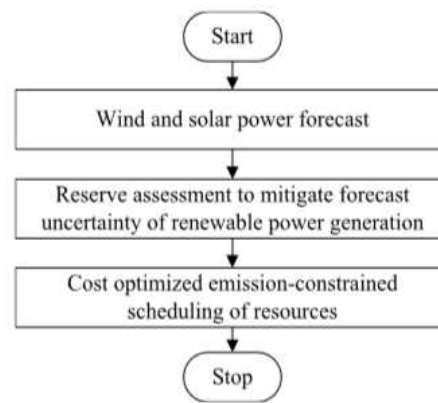 Start
Wind and solar power forecast
Reserve assessment to mitigate forecast
uncertainty of renewable power generation
Cost optimized emission-constrained
scheduling of resources
Stop